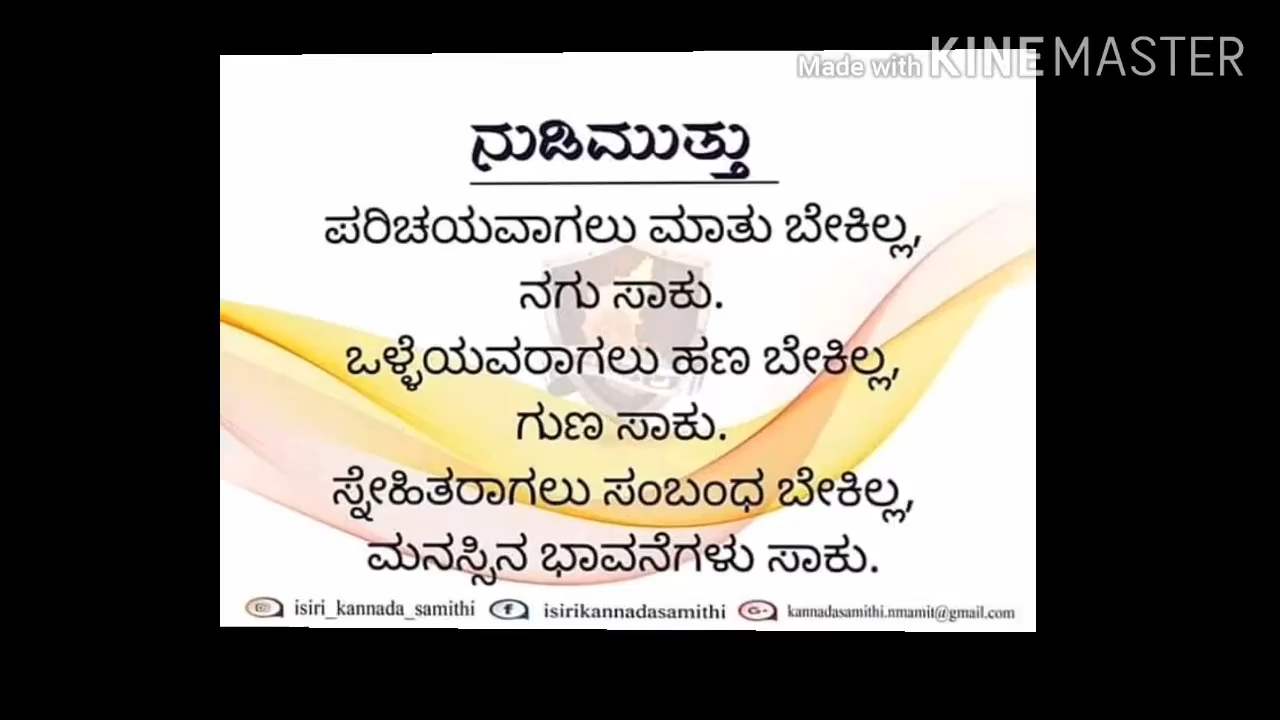 Made with KINEMASTER
ನುಡಿಮುತ್ತು
ಪರಿಚಯವಾಗಲು ಮಾತು ಬೇಕಿಲ್ಲ,
ನಗು ಸಾಕು.
ಒಳ್ಳೆಯವರಾಗಲು ಹಣ ಬೇಕಿಲ್ಲ,
ಗುಣ ಸಾಕು.
ಸ್ನೇಹಿತರಾಗಲು ಸಂಬಂಧ ಬೇಕಿಲ್ಲ,
ಮನಸ್ಸಿನ ಭಾವನೆಗಳು ಸಾಕು.
isiri_kannada_samithi f isirikannadasamithi G+ kannadasamithi.nmamit@gmail.com